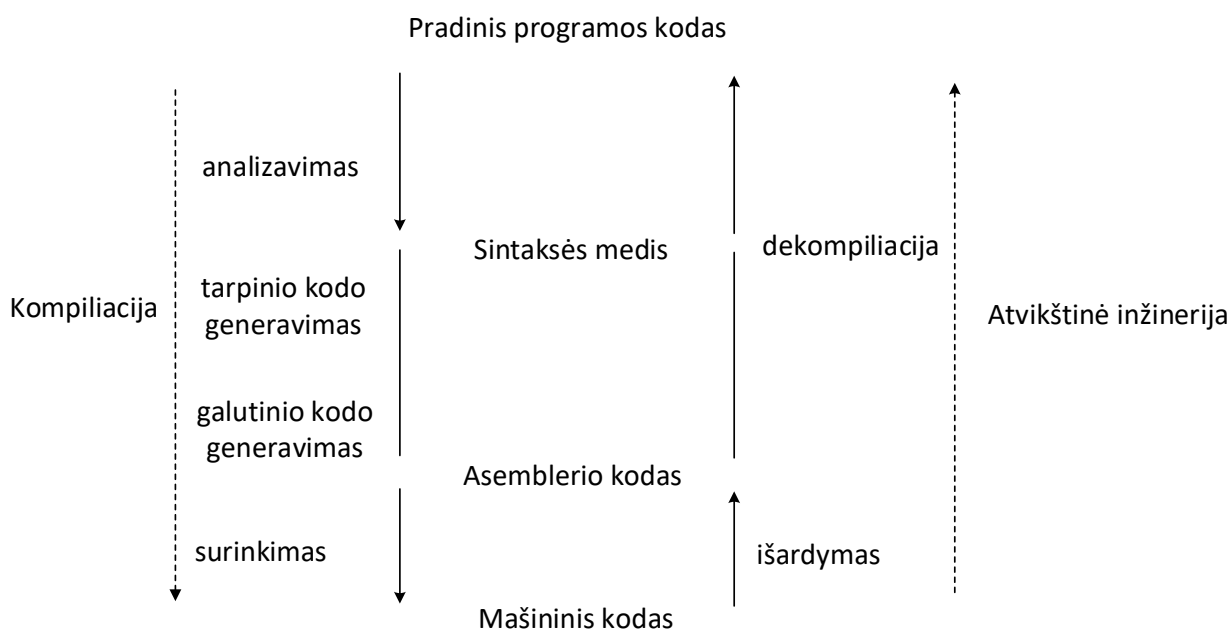 Pradinis programos kodas
analizavimas
Sintaksės medis
dekompiliacija
Kompiliacija
tarpinio kodo
generavimas
Atvikštinė inžinerija
galutinio kodo
generavimas
Asemblerio kodas
surinkimas
išardymas
Mašininis kodas